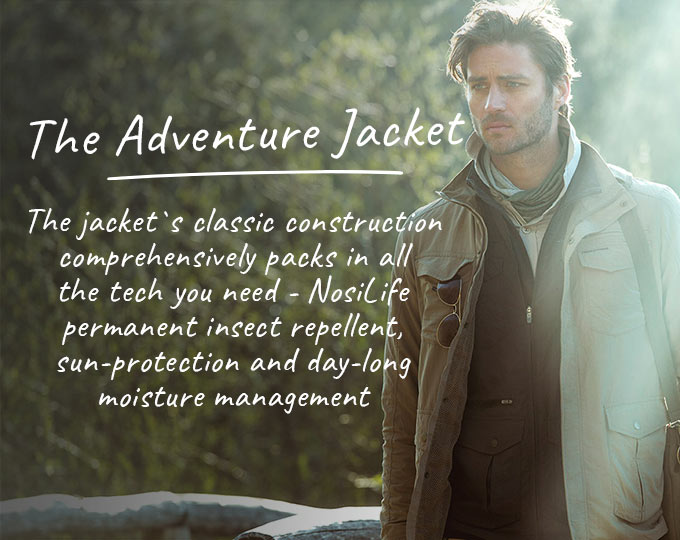 The Adventure Jacket
The jacket`s classic construction
comprehensively packs in all
the tech you need - NosiLife
permanent insect repellent,
sun-protection and day-long
moisture management